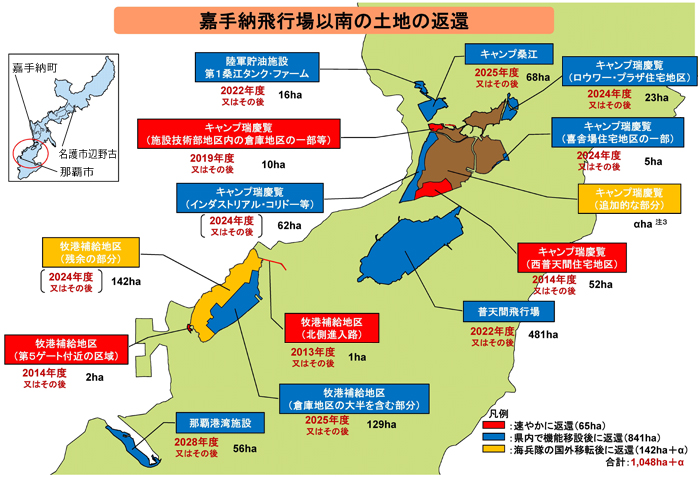 嘉手納飛行場以南の土地の返還
嘉手納町
名護市辺野古
那覇市
陸軍貯油施設
第1桑江タンク・ファーム
2022年度
又はその後
16ha
キャンプ桑江
2025年度
又はその後
68ha
キャンプ瑞慶覧
(ロウワー・プラザ住宅地区)
2024年度
又はその後
23ha
キャンプ瑞慶覧
(施設技術部地区内の倉庫地区の一部等)
2019年度
又はその後
10ha
キャンプ瑞慶覧
(喜舎場住宅地区の一部)
2024年度
又はその後
5ha
キャンプ瑞慶覧
(インダストリアル・コリドー等)
2024年度
又はその後
62ha
キャンプ瑞慶覧
(追加的な部分)
αha 注3
牧港補給地区
(残余の部分)
2024年度
又はその後
142ha
キャンプ瑞慶覧
(西普天間住宅地区)
2014年度
又はその後
52ha
普天間飛行場
2022年度
又はその後
481ha
牧港補給地区
(北側進入路)
2013年度
又はその後
1ha
牧港補給地区
(第5ゲート付近の区域)
2014年度
又はその後
2ha
牧港補給地区
(倉庫地区の大半を含む部分)
2025年度
又はその後
129ha
那覇港湾施設
2028年度
又はその後
56ha
凡例
:速やかに返還(65ha)
:県内で機能移設後に返還(841ha)
:海兵隊の国外移転後に返還(142ha+α)
合計:1,048ha+α